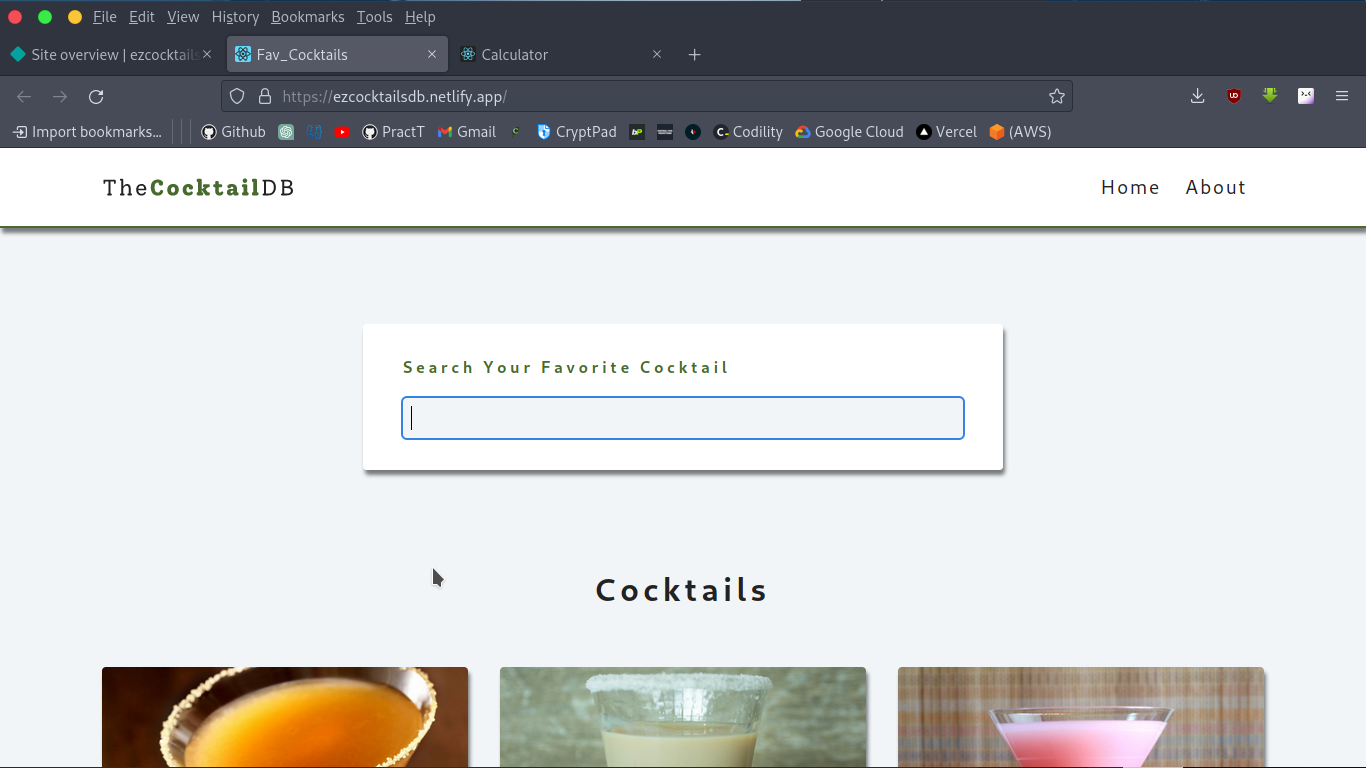 File Edit View History Bookmarks Tools Help
Site overview | ezcocktails
Fav_Cocktails
Calculator
https://ezcocktailsdb.netlify.app/
Import bookmarks... Github PractT Gmail CryptPad Codility Google Cloud Vercel (AWS)
TheCocktailDB
Home About
Search Your Favorite Cocktail
Cocktails